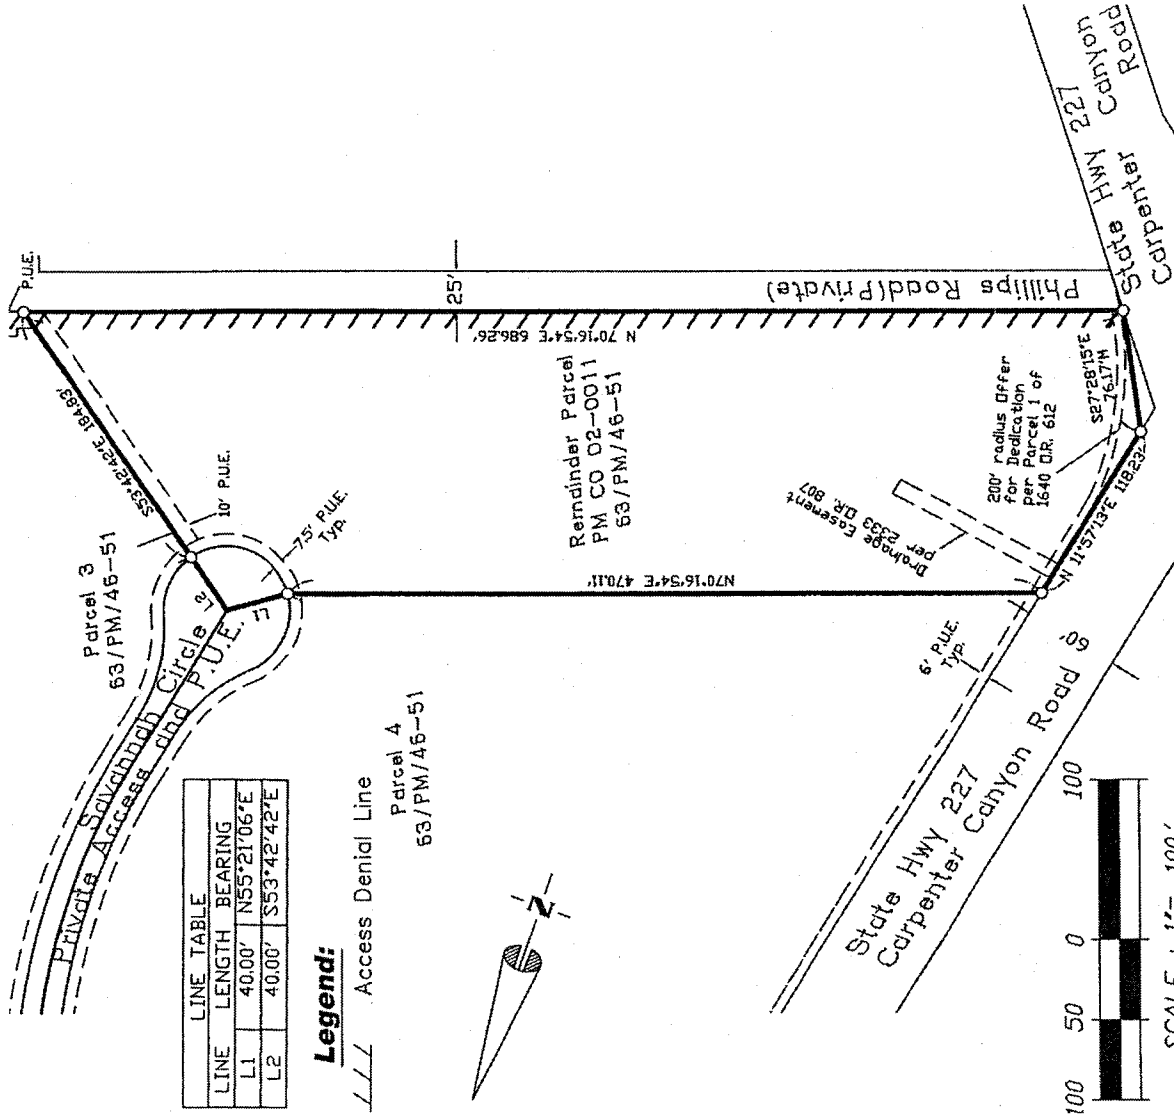 P.U.E.
S53°42'42"E 184.83'
10' P.U.E.
7.5' P.U.E.
Typ.
Parcel 3
63/PM/46-51
L2
L1
Savannah Circle
Private Access and P.U.E.
25'
Phillips Road(Private)
N 70°16'54"E 686.26'
Remainder Parcel
PM CO 02-0011
63/PM/46-51
N70°16'54"E 470.11'
Drainage Easement
per 2333 O.R. 807
200' radius Offer
for Dedication
per Parcel 1 of
1640 O.R. 612
S27°28'15"E
76.17'M
N 11°57'13"E 118.23'
State Hwy 227
Carpenter Canyon Road
6' P.U.E.
Typ.
State Hwy 227
Carpenter Canyon Road
60'
Parcel 4
63/PM/46-51
LINE TABLE
LINE LENGTH BEARING
L1 40.00' N55°21'06"E
L2 40.00' S53°42'42"E
Legend:
Access Denial Line
N
100 50 0 100
SCALE : 1"= 100'